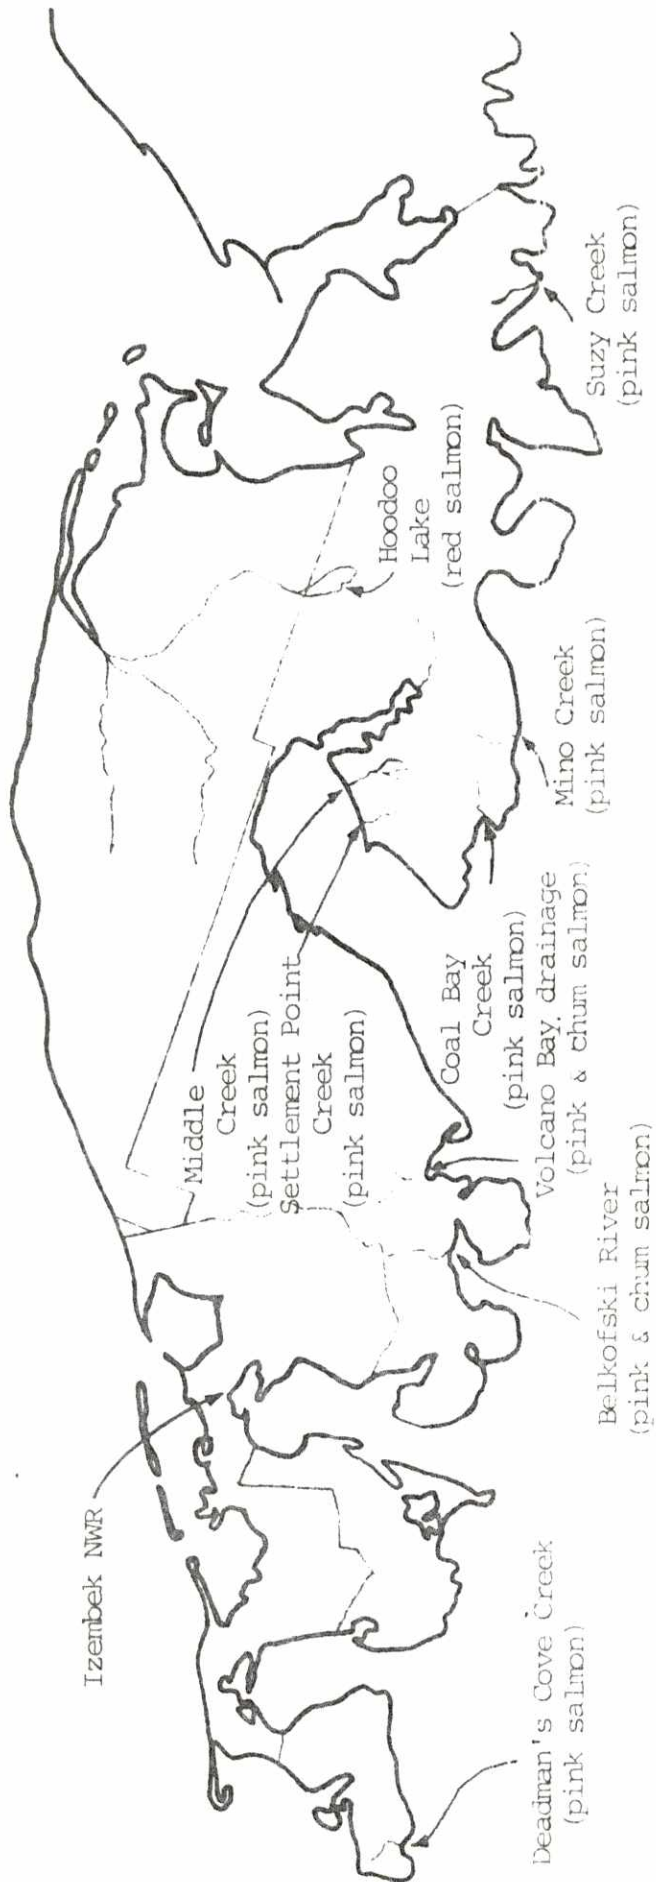 Izembek NWR
Deadman's Cove Creek
(pink salmon)
Belkofski River
(pink & chum salmon)
Volcano Bay drainage
(pink & chum salmon)
Middle
Creek
(pink salmon)
Settlement Point
Creek
(pink salmon)
Coal Bay
Creek
(pink salmon)
Mino Creek
(pink salmon)
Hoodoo
Lake
(red salmon)
Suzy Creek
(pink salmon)